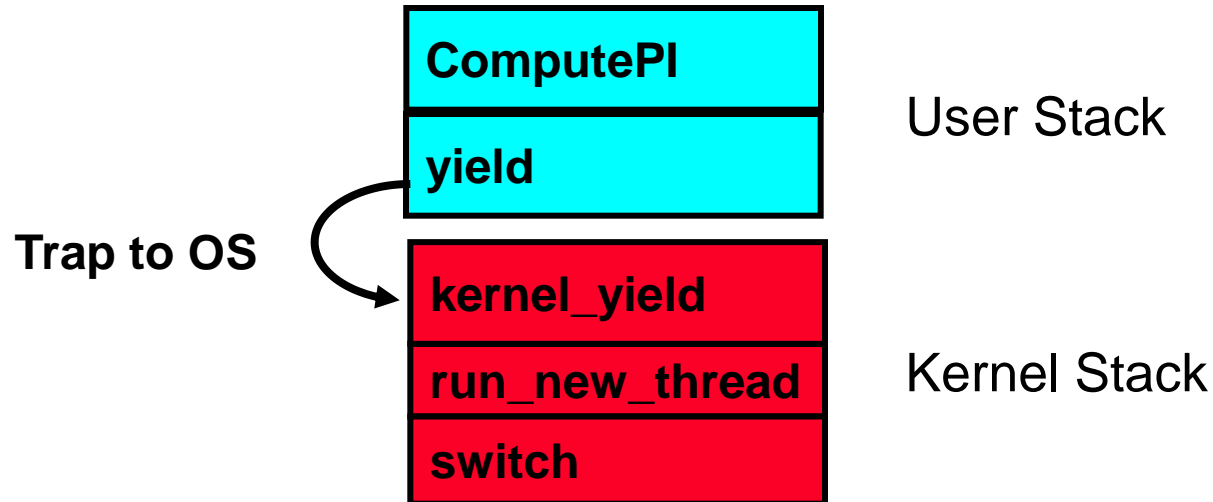 ComputePI
User Stack
yield
Trap to OS
kernel_yield
run_new_thread
Kernel Stack
switch